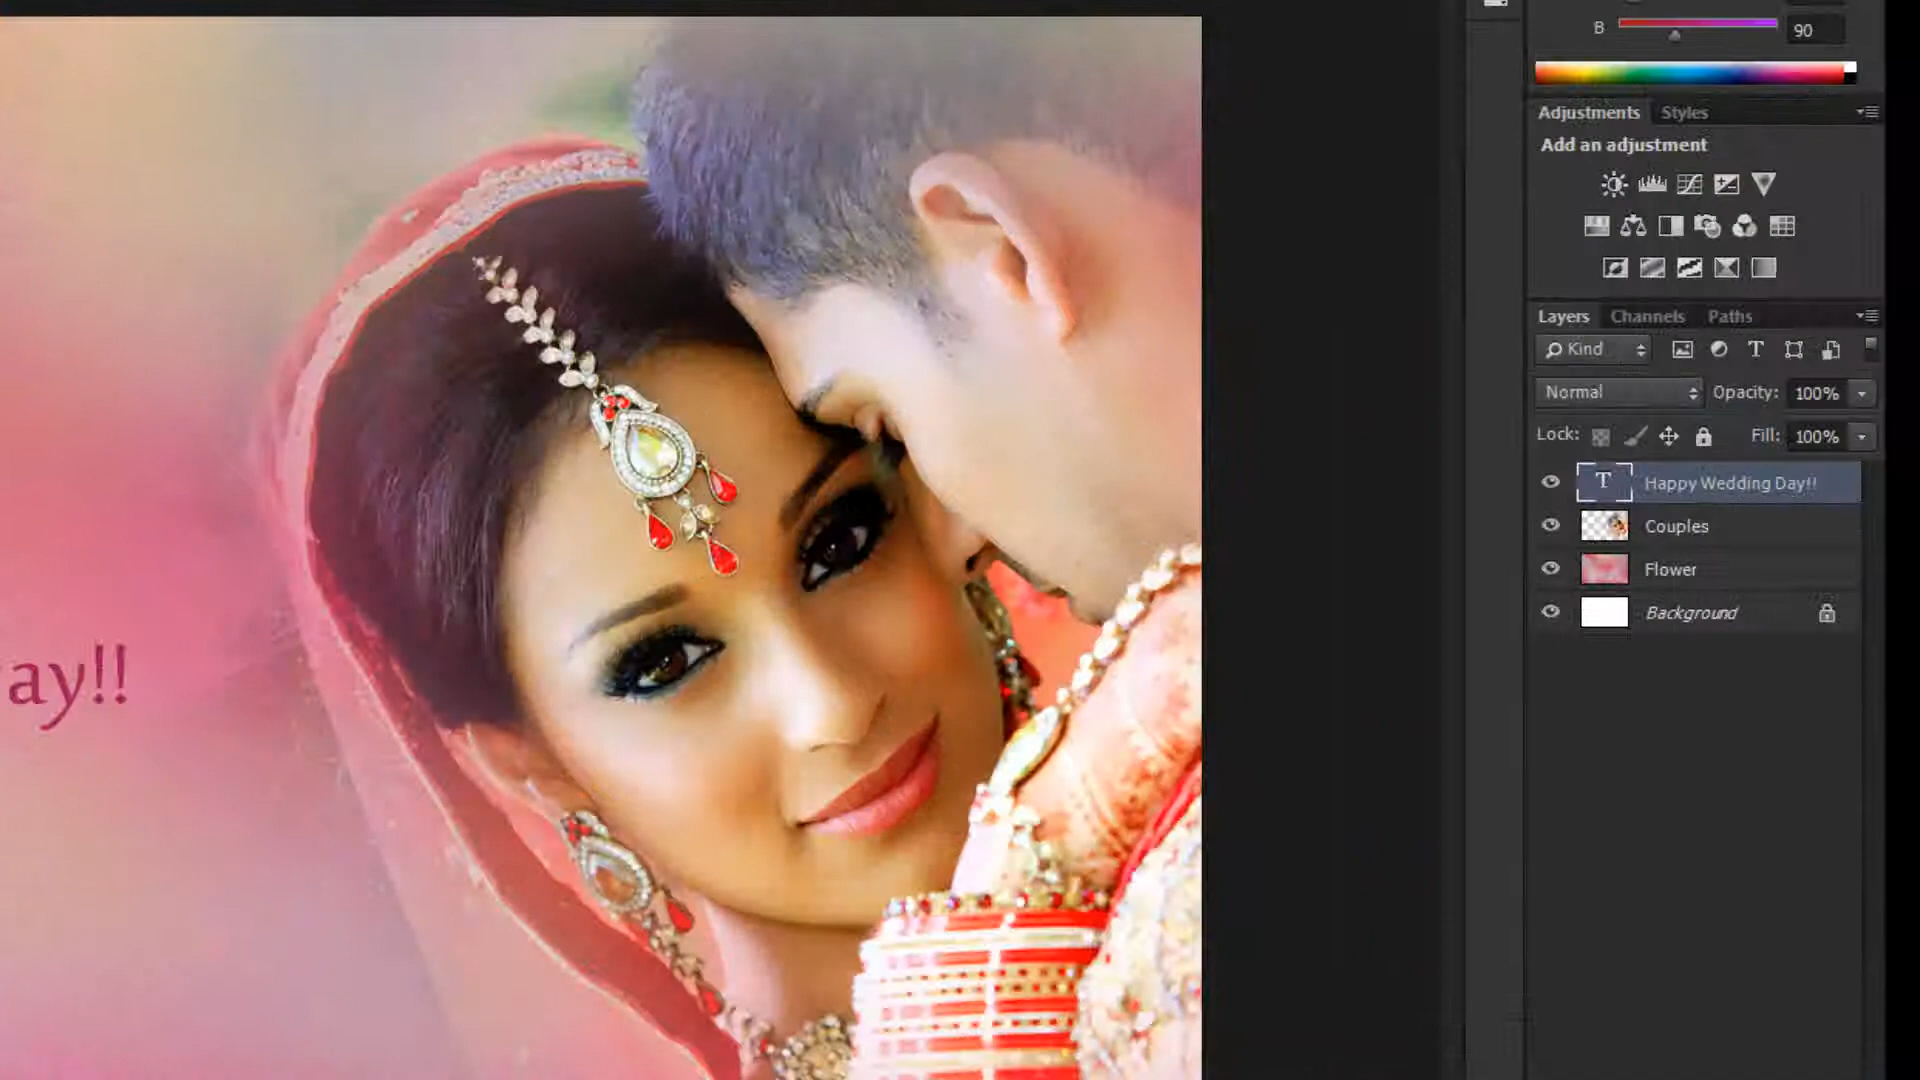 B 90
Adjustments Styles
Add an adjustment
Layers Channels Paths
Kind
Normal Opacity: 100%
Lock: Fill: 100%
T Happy Wedding Day!!
Couples
Flower
Background
ay!!